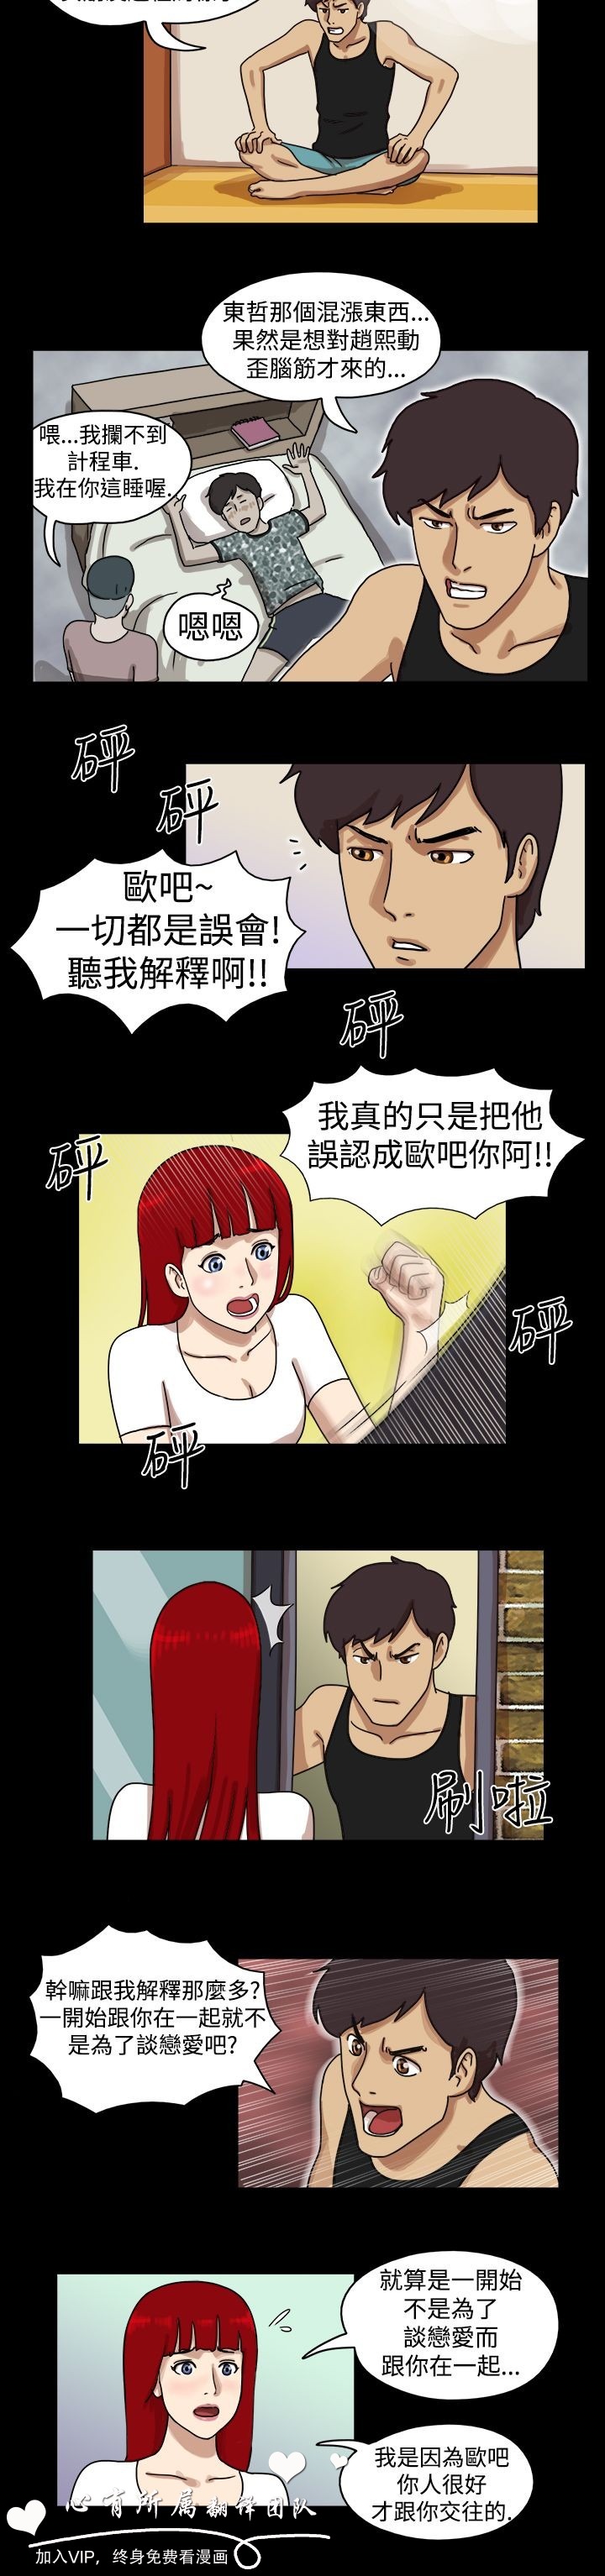 東哲那個混漲東西...
果然是想對趙熙動
歪腦筋才來的...
喂...我攔不到
計程車.
我在你這睡喔.
嗯嗯
砰
砰
歐吧~
一切都是誤會!
聽我解釋啊!!
砰
我真的只是把他
誤認成歐吧你阿!!
砰
砰
砰
刷啦
幹嘛跟我解釋那麼多?
一開始跟你在一起就不
是為了談戀愛吧?
就算是一開始
不是為了
談戀愛而
跟你在一起...
我是因為歐吧
你人很好
才跟你交往的.
心有所属翻译团队
加入VIP，终身免费看漫画